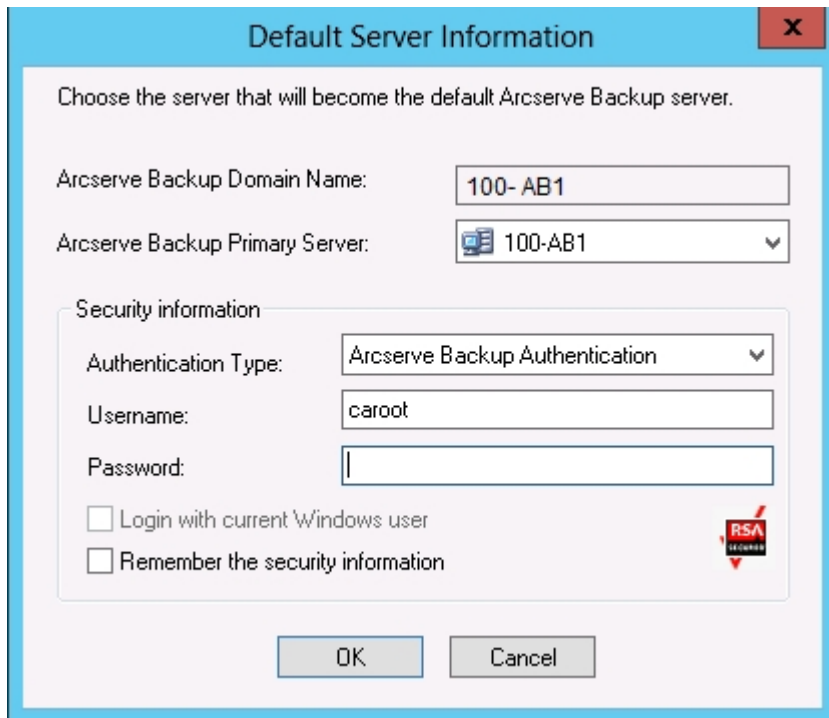 Default Server Information
x
Choose the server that will become the default Arcserve Backup server.
Arcserve Backup Domain Name: 100- AB1
Arcserve Backup Primary Server: 100-AB1
Security information
Authentication Type: Arcserve Backup Authentication
Username: caroot
Password:
Login with current Windows user
RSA
SECURED
Remember the security information
OK Cancel